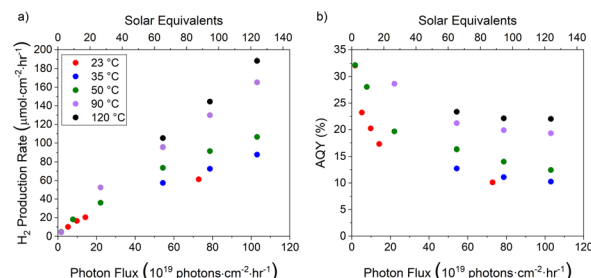 a)
Solar Equivalents
0 20 40 60 80 100 120 140
200
180
160
140
120
100
80
60
40
20
0
H₂ Production Rate (μmol·cm⁻²·hr⁻¹)
23 °C
35 °C
50 °C
90 °C
120 °C
0 20 40 60 80 100 120
Photon Flux (10¹⁹ photons·cm⁻²·hr⁻¹)
b)
Solar Equivalents
0 20 40 60 80 100 120 140
35
30
25
20
15
10
5
0
AQY (%)
0 20 40 60 80 100 120
Photon Flux (10¹⁹ photons·cm⁻²·hr⁻¹)